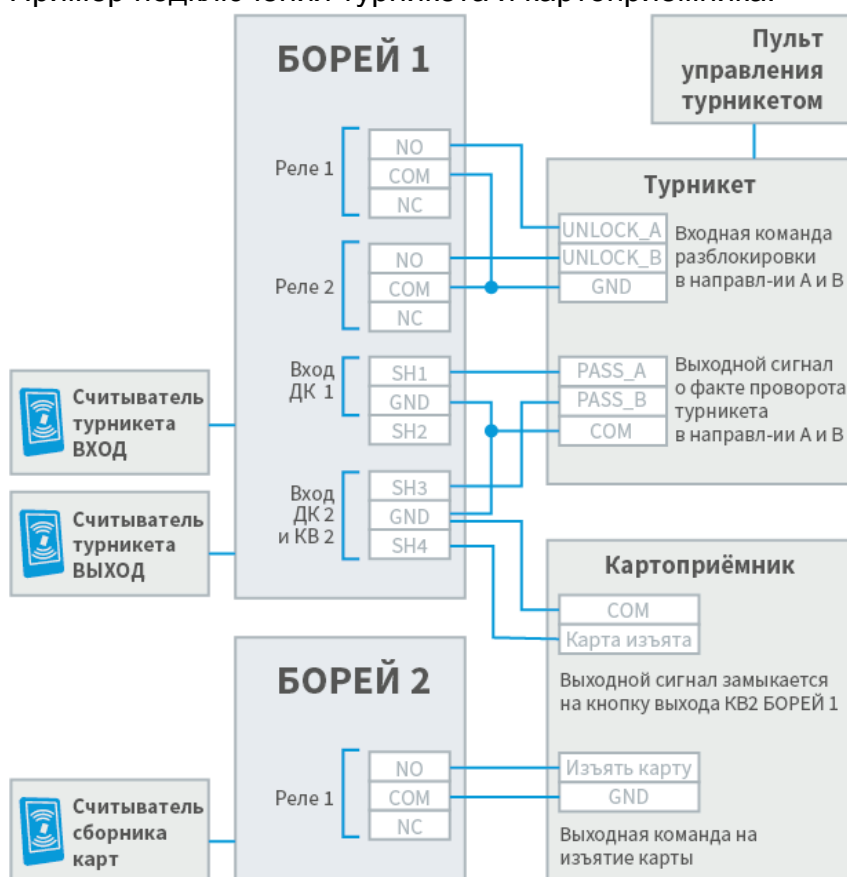 Пример подключения турникета и картоприёмника:
БОРЕЙ 1
Пульт
управления
турникетом
Реле 1
NO
COM
NC
Реле 2
NO
COM
NC
Вход
ДК 1
SH1
GND
SH2
Вход
ДК 2
и КВ 2
SH3
GND
SH4
Турникет
UNLOCK_A
UNLOCK_B
GND
Входная команда
разблокировки
в направл-ии А и В
PASS_A
PASS_B
COM
Выходной сигнал
о факте проворота
турникета
в направл-ии А и В
Считыватель
турникета
ВХОД
Считыватель
турникета
ВЫХОД
Картоприёмник
COM
Карта изъята
Выходной сигнал замыкается
на кнопку выхода КВ2 БОРЕЙ 1
БОРЕЙ 2
Реле 1
NO
COM
NC
Изъять карту
GND
Выходная команда на
изъятие карты
Считыватель
сборника
карт